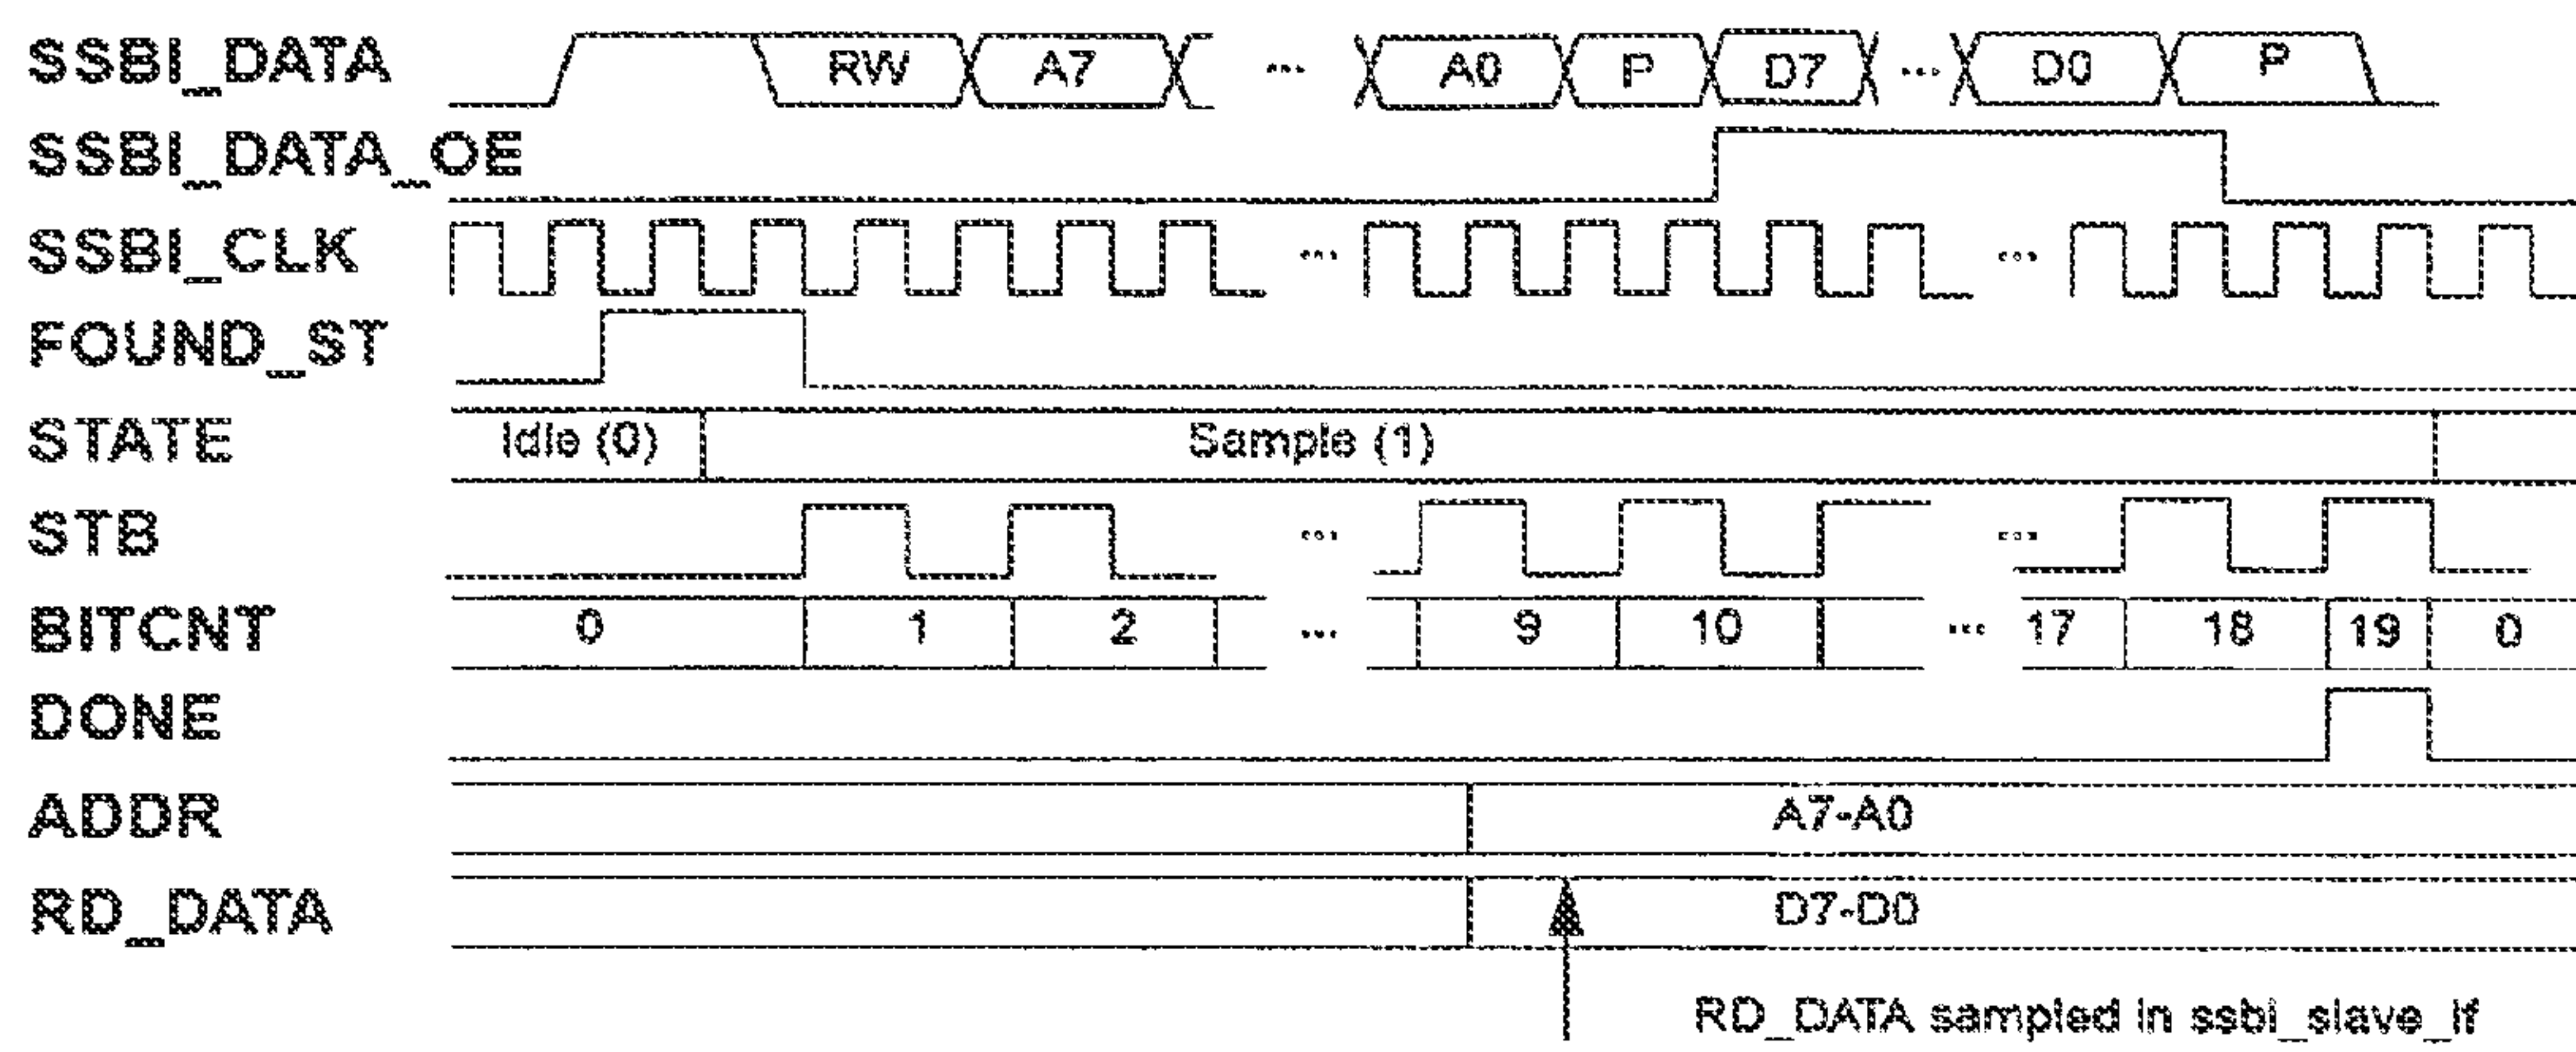 SSBI_DATA RW A7 ... A0 P D7 ... D0 P
SSBI_DATA_OE
SSBI_CLK ... ...
FOUND_ST
STATE Idle (0) Sample (1)
STB ... ...
BITCNT 0 1 2 ... 9 10 ... 17 18 19 0
DONE
ADDR A7-A0
RD_DATA D7-D0
RD_DATA sampled in ssbi_slave_if